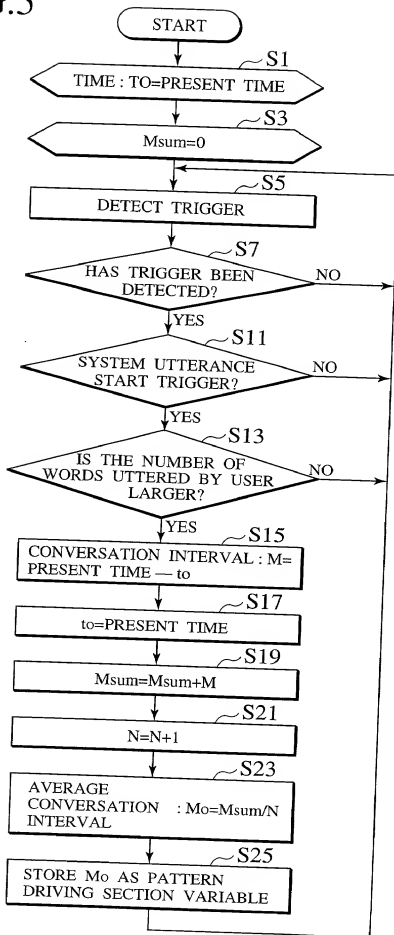 START
S1
TIME : TO=PRESENT TIME
S3
Msum=0
S5
DETECT TRIGGER
S7
HAS TRIGGER BEEN
DETECTED?
NO
YES
S11
SYSTEM UTTERANCE
START TRIGGER?
NO
YES
S13
IS THE NUMBER OF
WORDS UTTERED BY USER
LARGER?
NO
YES
S15
CONVERSATION INTERVAL : M=
PRESENT TIME — to
S17
to=PRESENT TIME
S19
Msum=Msum+M
S21
N=N+1
S23
AVERAGE
CONVERSATION : Mo=Msum/N
INTERVAL
S25
STORE Mo AS PATTERN
DRIVING SECTION VARIABLE